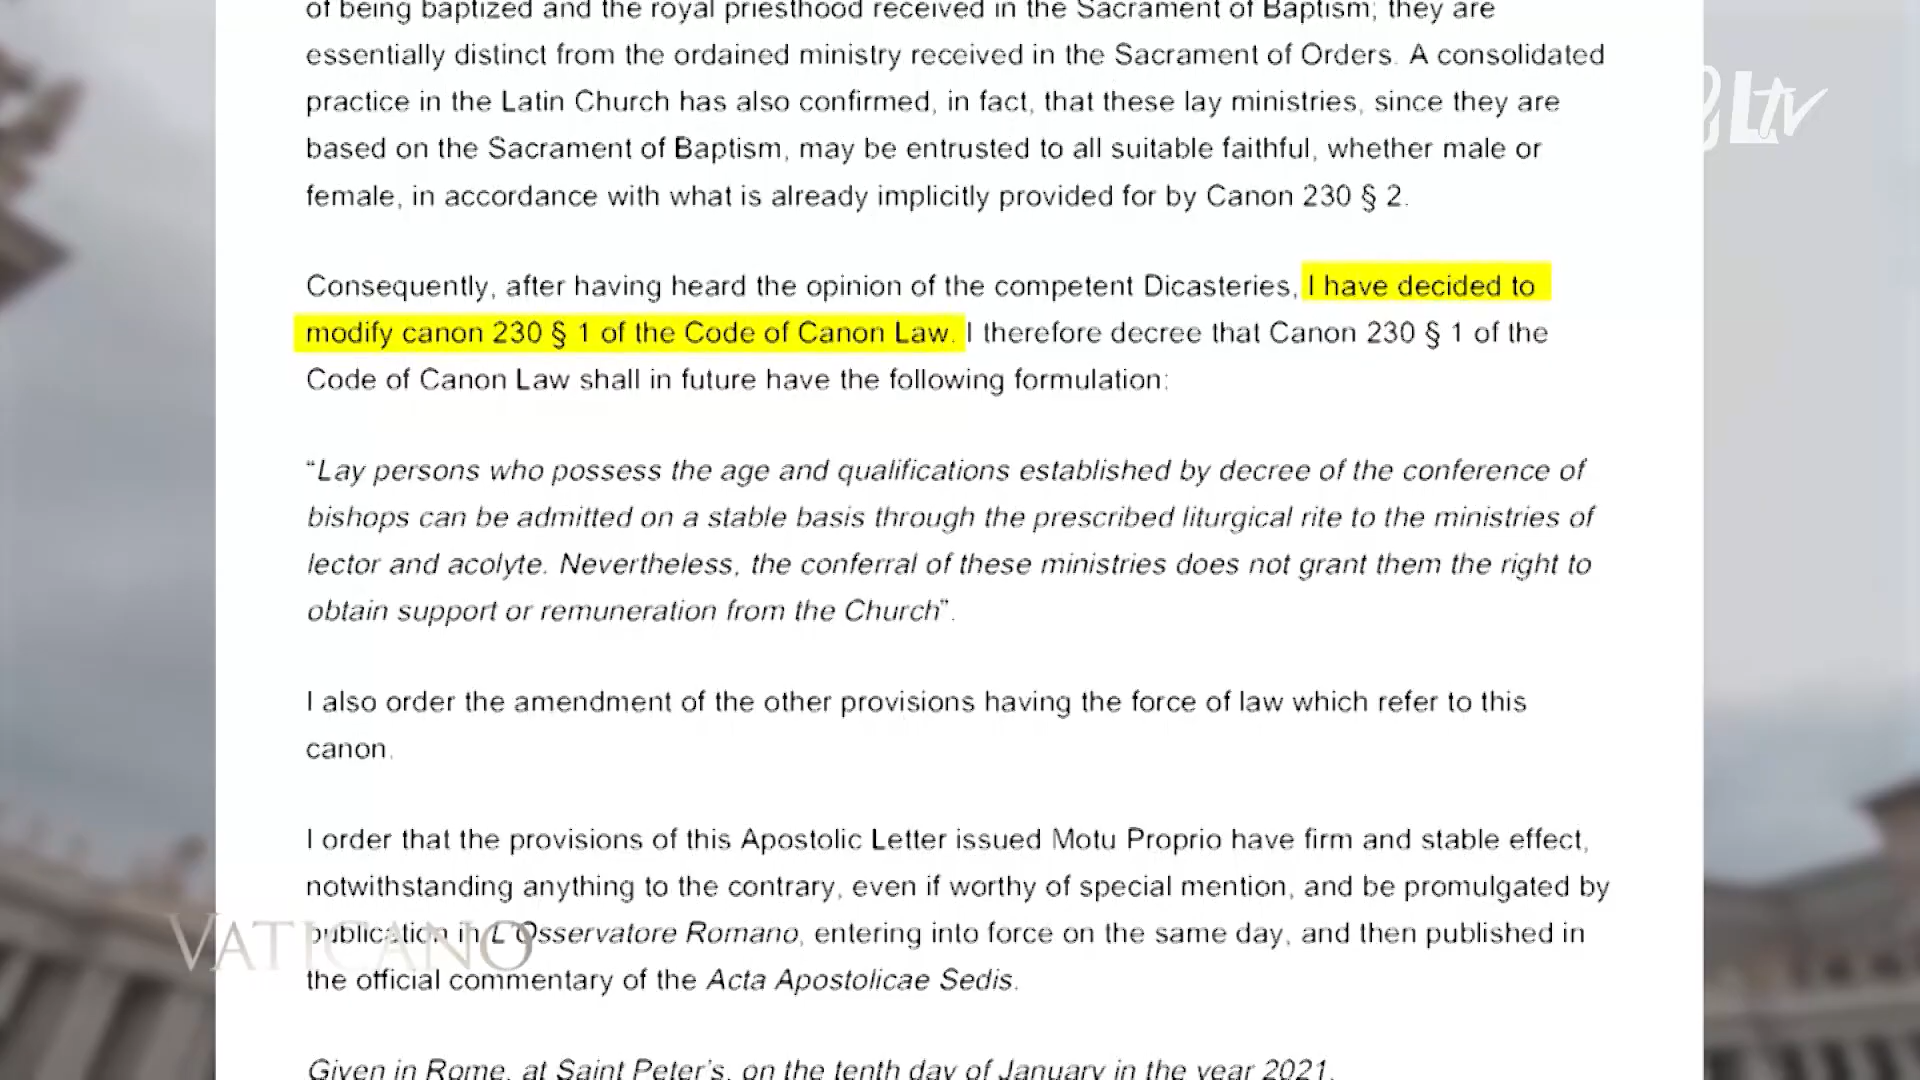 of being baptized and the royal priesthood received in the Sacrament of Baptism; they are
essentially distinct from the ordained ministry received in the Sacrament of Orders. A consolidated
practice in the Latin Church has also confirmed, in fact, that these lay ministries, since they are
based on the Sacrament of Baptism, may be entrusted to all suitable faithful, whether male or
female, in accordance with what is already implicitly provided for by Canon 230 § 2.
Consequently, after having heard the opinion of the competent Dicasteries, I have decided to
modify canon 230 § 1 of the Code of Canon Law. I therefore decree that Canon 230 § 1 of the
Code of Canon Law shall in future have the following formulation:
“Lay persons who possess the age and qualifications established by decree of the conference of
bishops can be admitted on a stable basis through the prescribed liturgical rite to the ministries of
lector and acolyte. Nevertheless, the conferral of these ministries does not grant them the right to
obtain support or remuneration from the Church”.
I also order the amendment of the other provisions having the force of law which refer to this
canon.
I order that the provisions of this Apostolic Letter issued Motu Proprio have firm and stable effect,
notwithstanding anything to the contrary, even if worthy of special mention, and be promulgated by
publication in L’Osservatore Romano, entering into force on the same day, and then published in
the official commentary of the Acta Apostolicae Sedis.
Given in Rome, at Saint Peter’s, on the tenth day of January in the year 2021.
VATICANO
Ltv